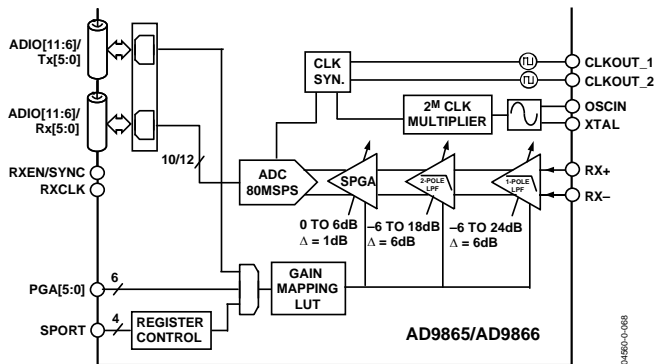 ADIO[11:6]/
Tx[5:0]
ADIO[11:6]/
Rx[5:0]
RXEN/SYNC
RXCLK
PGA[5:0]
SPORT
10/12
6
4
REGISTER
CONTROL
ADC
80MSPS
CLK
SYN.
2M CLK
MULTIPLIER
CLKOUT_1
CLKOUT_2
OSCIN
XTAL
RX+
RX–
SPGA
2-POLE
LPF
1-POLE
LPF
0 TO 6dB
Δ = 1dB
–6 TO 18dB
Δ = 6dB
–6 TO 24dB
Δ = 6dB
GAIN
MAPPING
LUT
AD9865/AD9866
04560-0-068